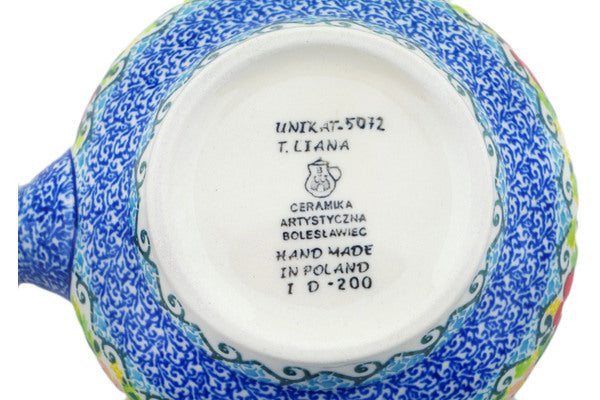 UNIKAT-5072
T. LIANA
B
CERAMIKA
ARTYSTYCZNA
BOLESŁAWIEC
HAND MADE
IN POLAND
I D -200